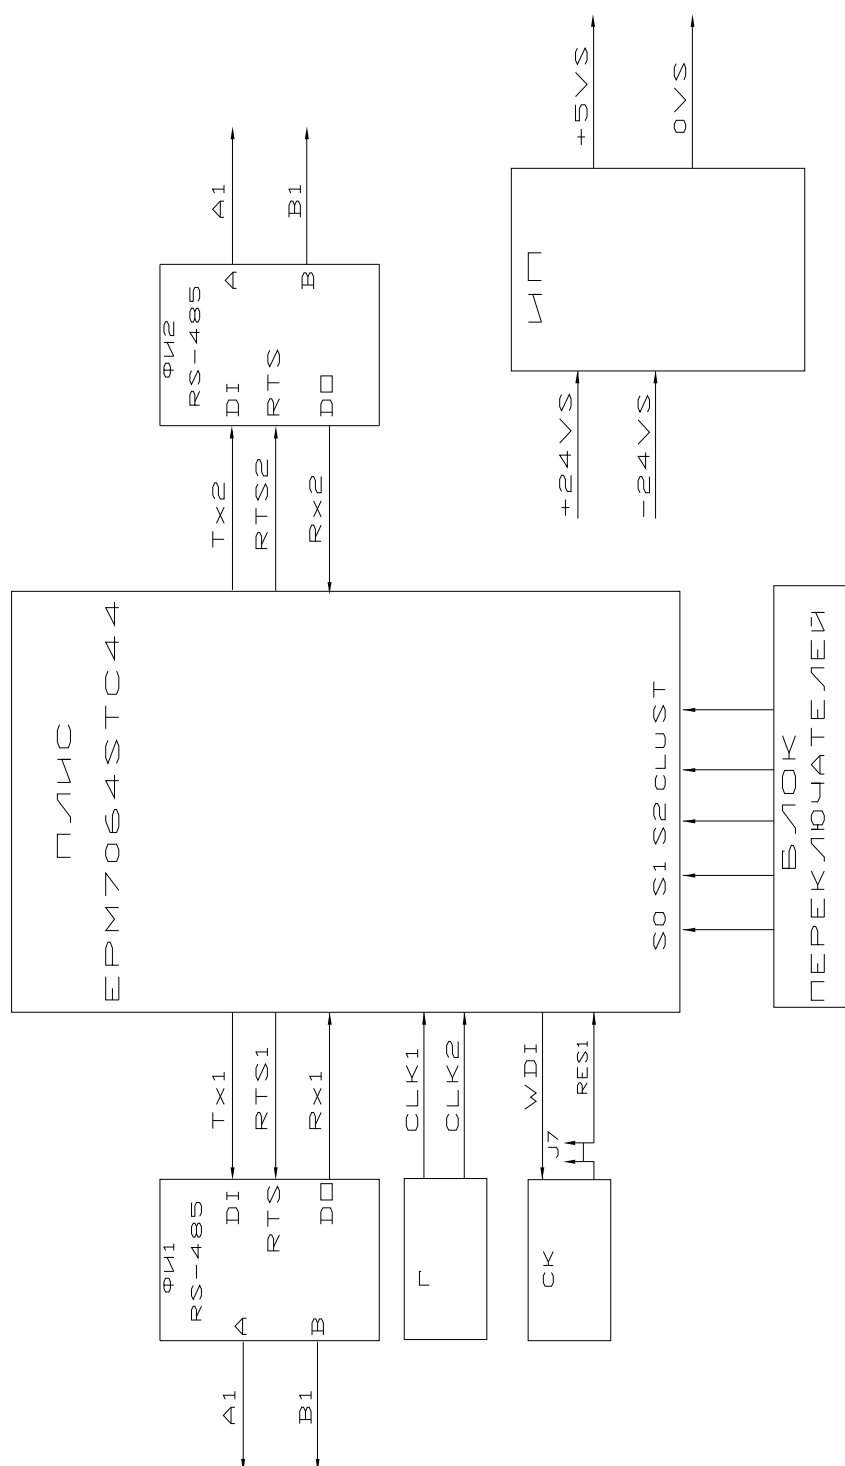 ПЛИС
EPM7064STC44
ФИ1
RS-485
A
B
DI
RTS
DO
A1
B1
Tx1
RTS1
Rx1
Г
CLK1
CLK2
СК
WDI
J7
RES1
ФИ2
RS-485
DI
RTS
DO
A
B
Tx2
RTS2
Rx2
A1
B1
S0 S1 S2 CLUST
БЛОК
ПЕРЕКЛЮЧАТЕЛЕЙ
ИП
+24VS
-24VS
+5VS
0VS